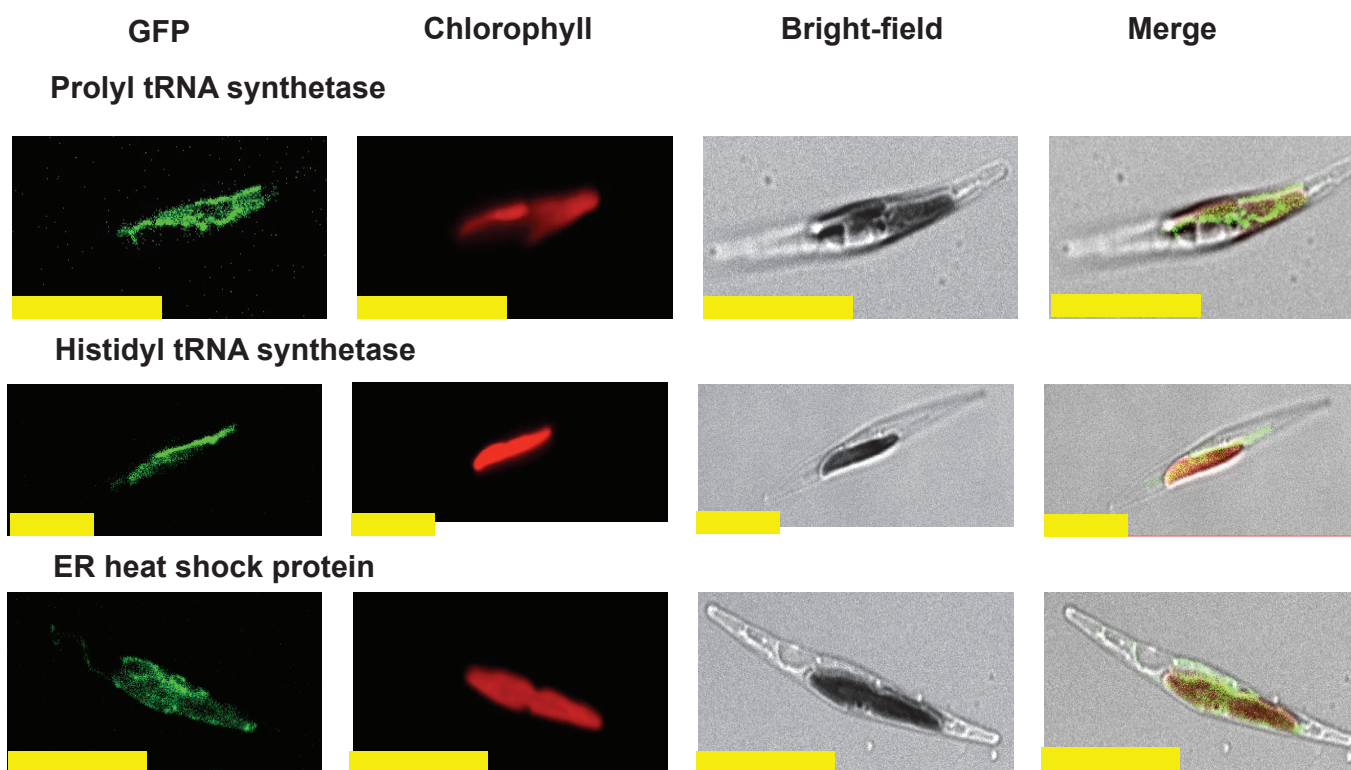 GFP Chlorophyll Bright-field Merge
Prolyl tRNA synthetase
Histidyl tRNA synthetase
ER heat shock protein